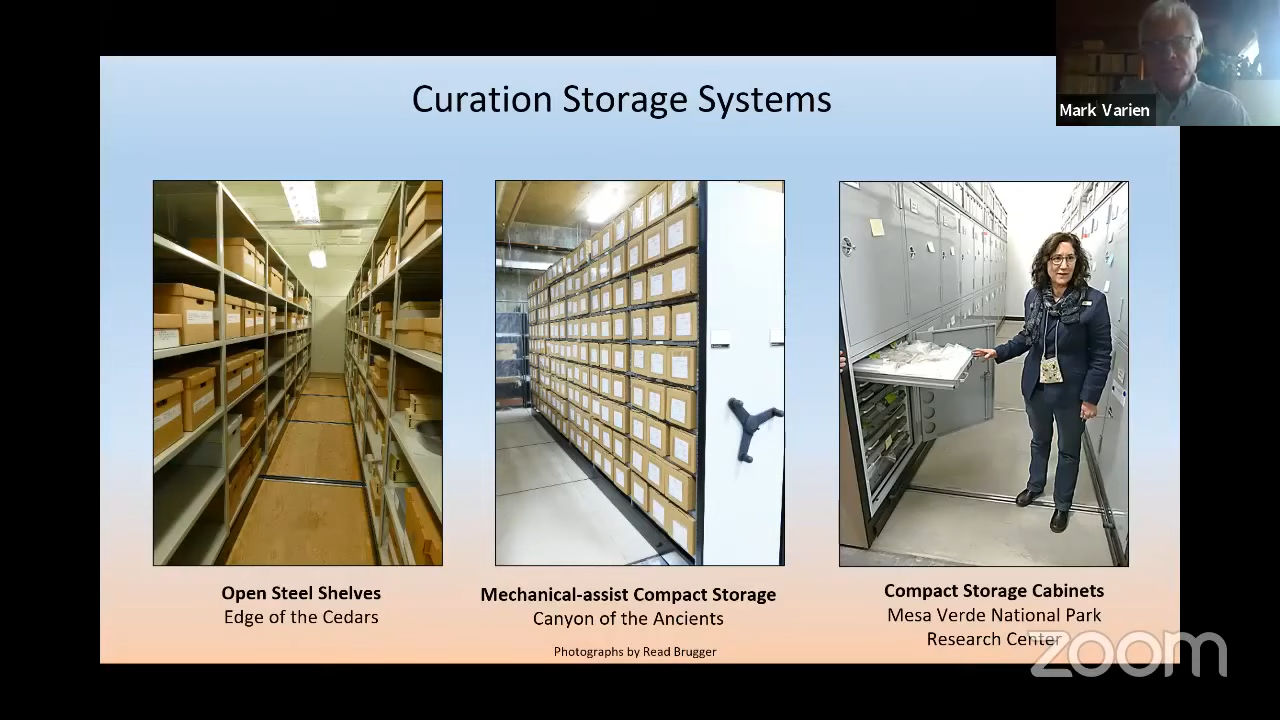 Curation Storage Systems
Mark Varien
Open Steel Shelves
Edge of the Cedars
Mechanical-assist Compact Storage
Canyon of the Ancients
Compact Storage Cabinets
Mesa Verde National Park
Research Center
Photographs by Read Brugger
zoom